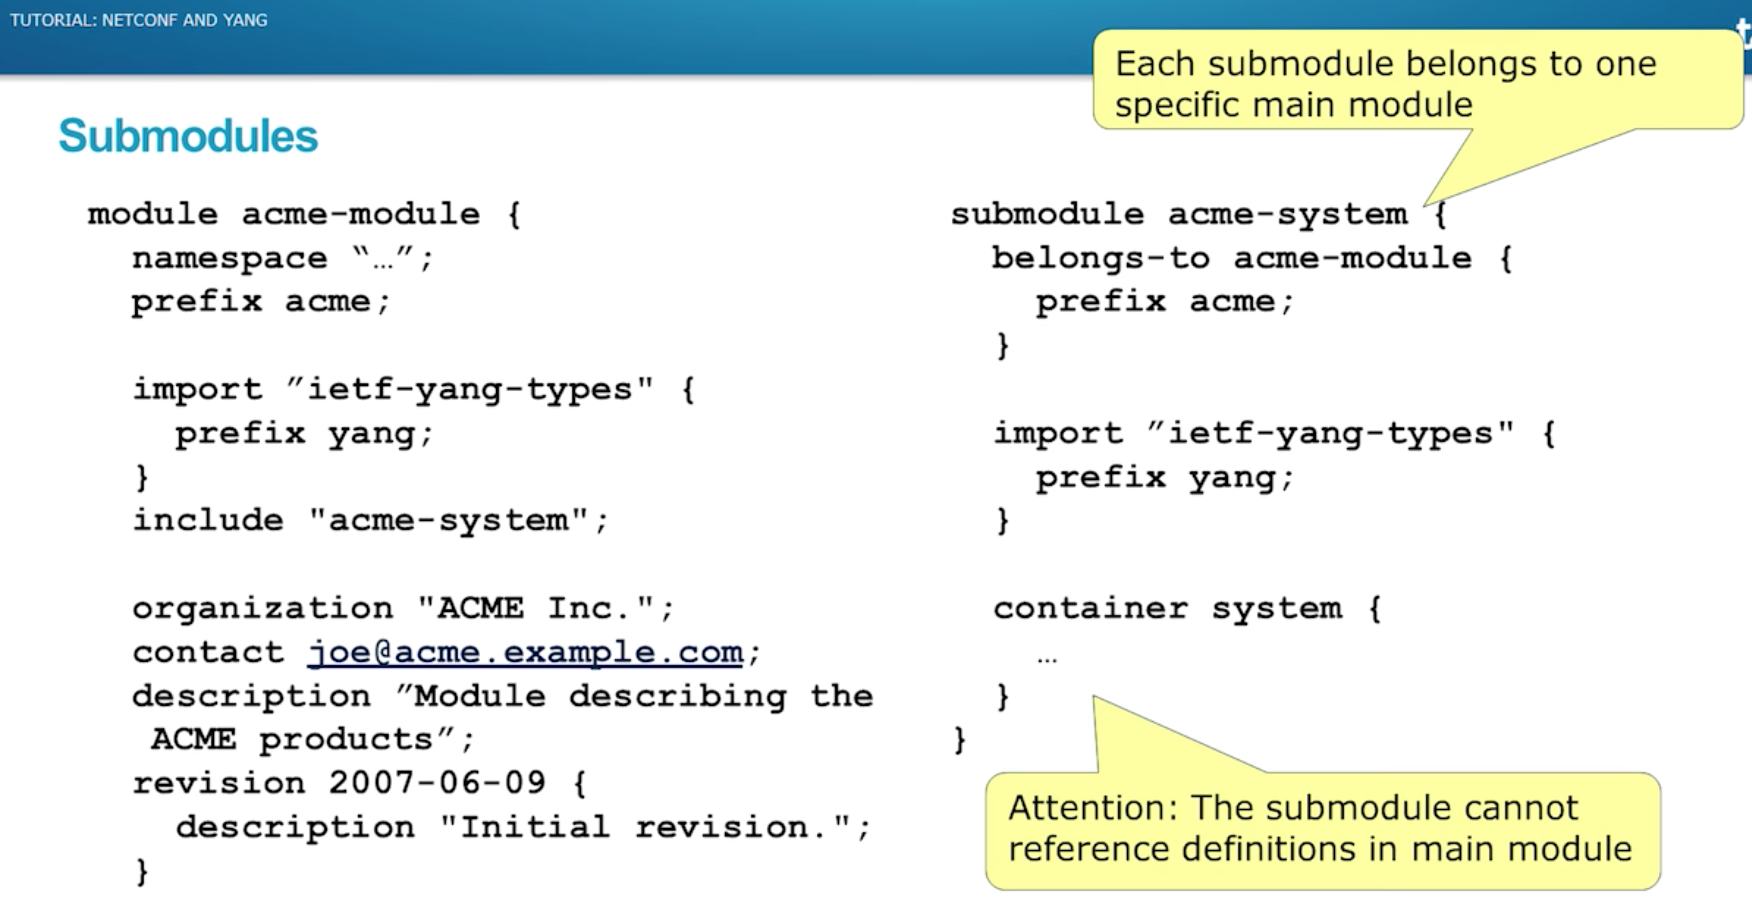 TUTORIAL: NETCONF AND YANG
Each submodule belongs to one
specific main module
Submodules
module acme-module {
namespace “…”;
prefix acme;
import ”ietf-yang-types" {
prefix yang;
}
include "acme-system";
organization "ACME Inc.";
contact joe@acme.example.com;
description ”Module describing the
ACME products”;
revision 2007-06-09 {
description "Initial revision.";
}
submodule acme-system {
belongs-to acme-module {
prefix acme;
}
import ”ietf-yang-types" {
prefix yang;
}
container system {
…
}
}
Attention: The submodule cannot
reference definitions in main module